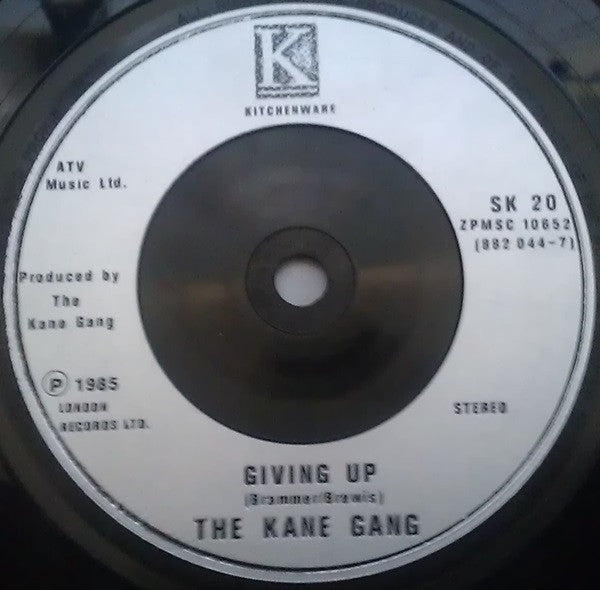 K
KITCHENWARE
ATV
Music Ltd.
SK 20
ZPMSC 10652
(882 044-7)
Produced by
The
Kane Gang
Ⓟ 1985
LONDON
RECORDS LTD.
STEREO
GIVING UP
(Brammer/Brewis)
THE KANE GANG